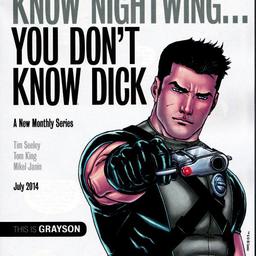 KNOW NIGHTWING...
YOU DON'T
KNOW DICK
A New Monthly Series
Tim Seeley
Tom King
Mikel Janin
July 2014
THIS IS GRAYSON